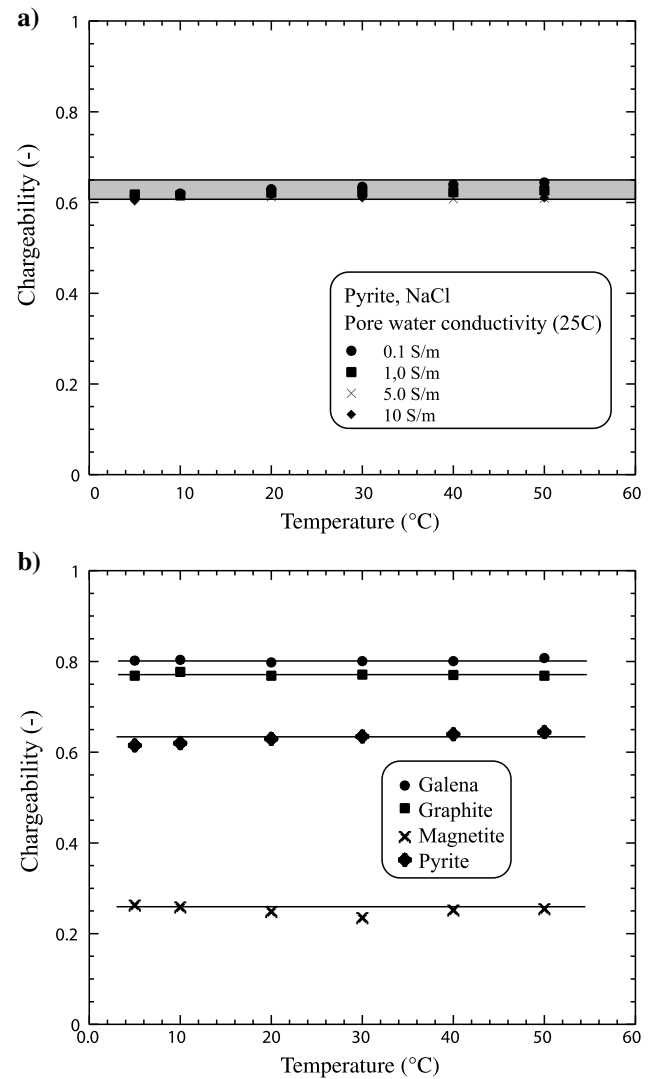 a)
1
0.8
0.6
0.4
0.2
0
Chargeability (-)
Pyrite, NaCl
Pore water conductivity (25C)
0.1 S/m
1,0 S/m
5.0 S/m
10 S/m
0 10 20 30 40 50 60
Temperature (°C)
b)
1
0.8
0.6
0.4
0.2
0
Chargeability (-)
Galena
Graphite
Magnetite
Pyrite
0.0 10 20 30 40 50 60
Temperature (°C)